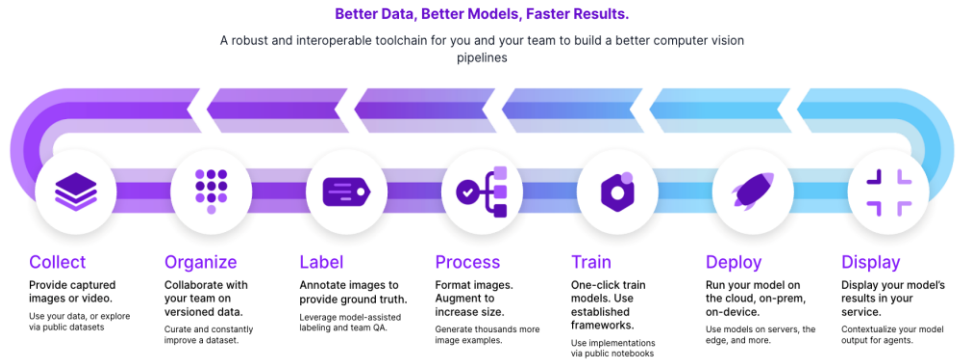 Better Data, Better Models, Faster Results.
A robust and interoperable toolchain for you and your team to build a better computer vision
pipelines
Collect
Provide captured
images or video.
Use your data, or explore
via public datasets
Organize
Collaborate with
your team on
versioned data.
Curate and constantly
improve a dataset.
Label
Annotate images to
provide ground truth.
Leverage model-assisted
labeling and team QA.
Process
Format images.
Augment to
increase size.
Generate thousands more
image examples.
Train
One-click train
models. Use
established
frameworks.
Use implementations
via public notebooks
Deploy
Run your model on
the cloud, on-prem,
on-device.
Use models on servers, the
edge, and more.
Display
Display your model's
results in your
service.
Contextualize your model
output for agents.